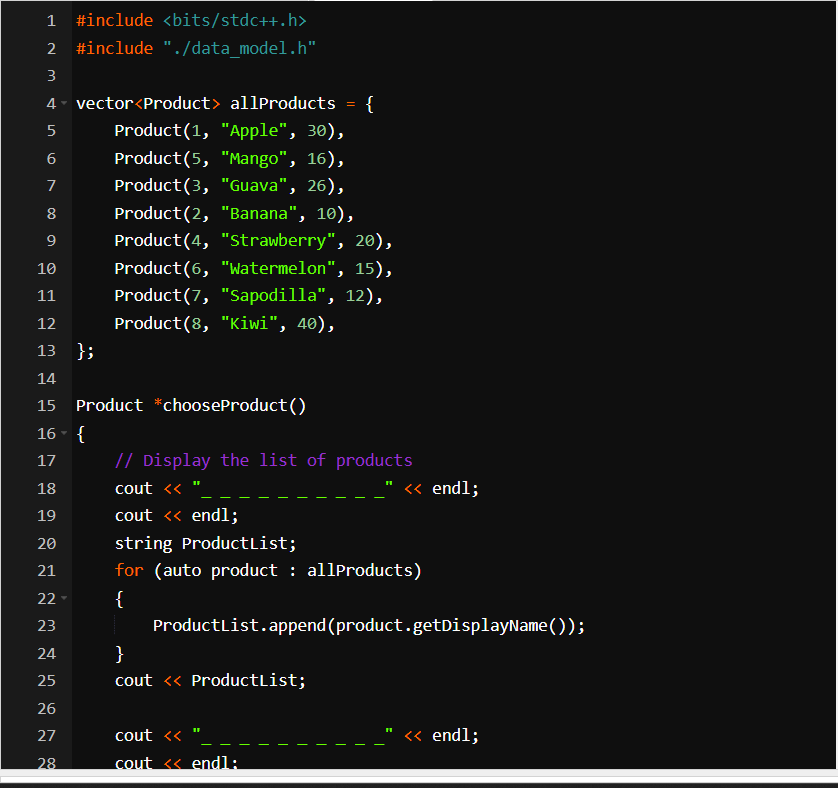 1 #include <bits/stdc++.h>
2 #include "./data_model.h"
3
4 vector<Product> allProducts = {
5     Product(1, "Apple", 30),
6     Product(5, "Mango", 16),
7     Product(3, "Guava", 26),
8     Product(2, "Banana", 10),
9     Product(4, "Strawberry", 20),
10     Product(6, "Watermelon", 15),
11     Product(7, "Sapodilla", 12),
12     Product(8, "Kiwi", 40),
13 };
14
15 Product *chooseProduct()
16 {
17     // Display the list of products
18     cout << "_ _ _ _ _ _ _ _ _ _" << endl;
19     cout << endl;
20     string ProductList;
21     for (auto product : allProducts)
22     {
23         ProductList.append(product.getDisplayName());
24     }
25     cout << ProductList;
26
27     cout << "_ _ _ _ _ _ _ _ _ _" << endl;
28     cout << endl;